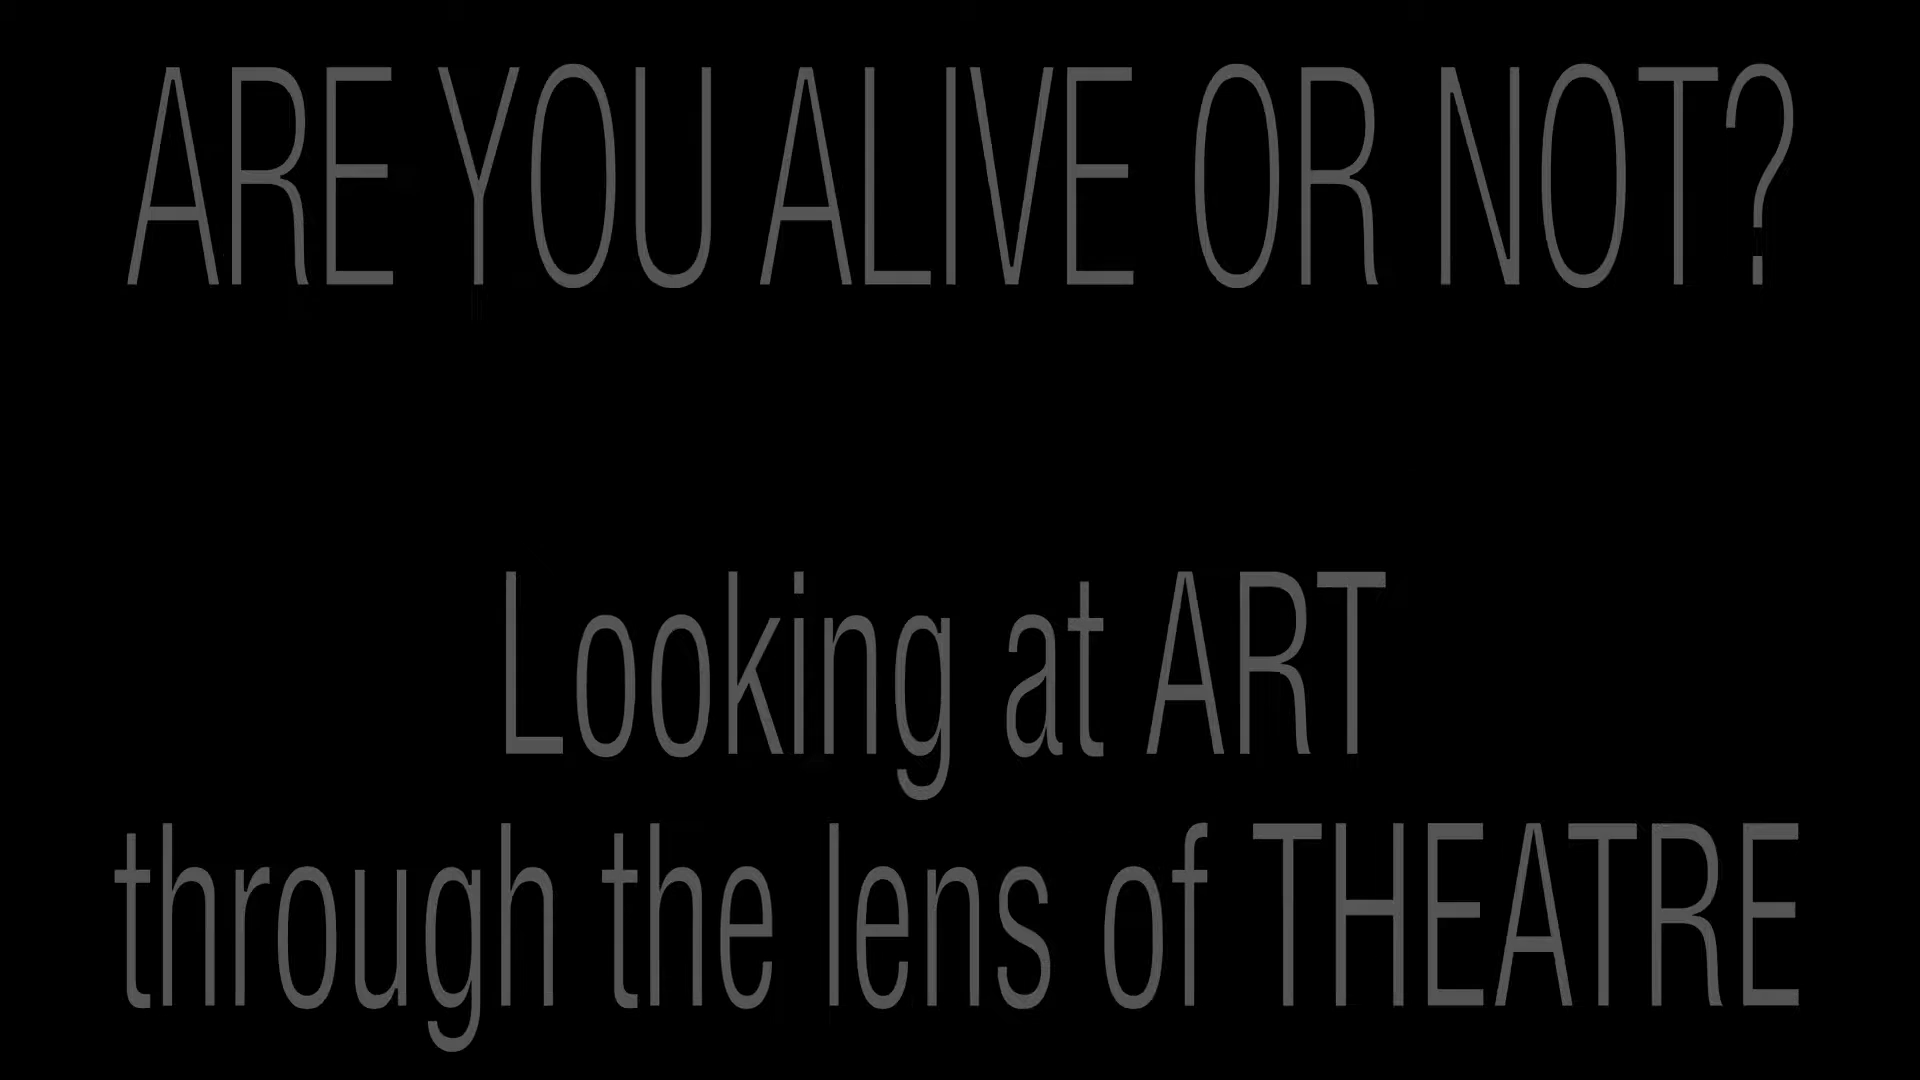 ARE YOU ALIVE OR NOT?
Looking at ART
through the lens of THEATRE